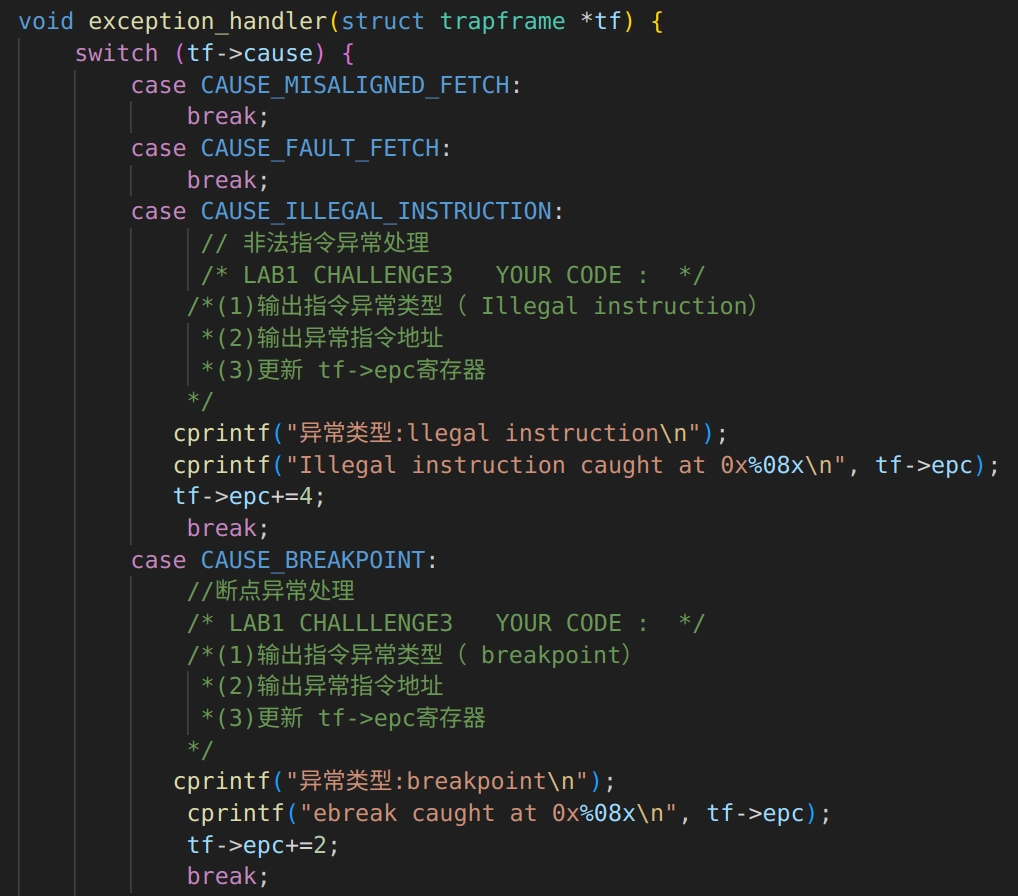 void exception_handler(struct trapframe *tf) {
    switch (tf->cause) {
        case CAUSE_MISALIGNED_FETCH:
            break;
        case CAUSE_FAULT_FETCH:
            break;
        case CAUSE_ILLEGAL_INSTRUCTION:
             // 非法指令异常处理
             /* LAB1 CHALLENGE3   YOUR CODE :  */
            /*(1)输出指令异常类型（ Illegal instruction）
             *(2)输出异常指令地址
             *(3)更新 tf->epc寄存器
            */
           cprintf("异常类型:llegal instruction\n");
           cprintf("Illegal instruction caught at 0x%08x\n", tf->epc);
           tf->epc+=4;
            break;
        case CAUSE_BREAKPOINT:
            //断点异常处理
            /* LAB1 CHALLLENGE3   YOUR CODE :  */
            /*(1)输出指令异常类型（ breakpoint）
             *(2)输出异常指令地址
             *(3)更新 tf->epc寄存器
            */
           cprintf("异常类型:breakpoint\n");
            cprintf("ebreak caught at 0x%08x\n", tf->epc);
            tf->epc+=2;
            break;